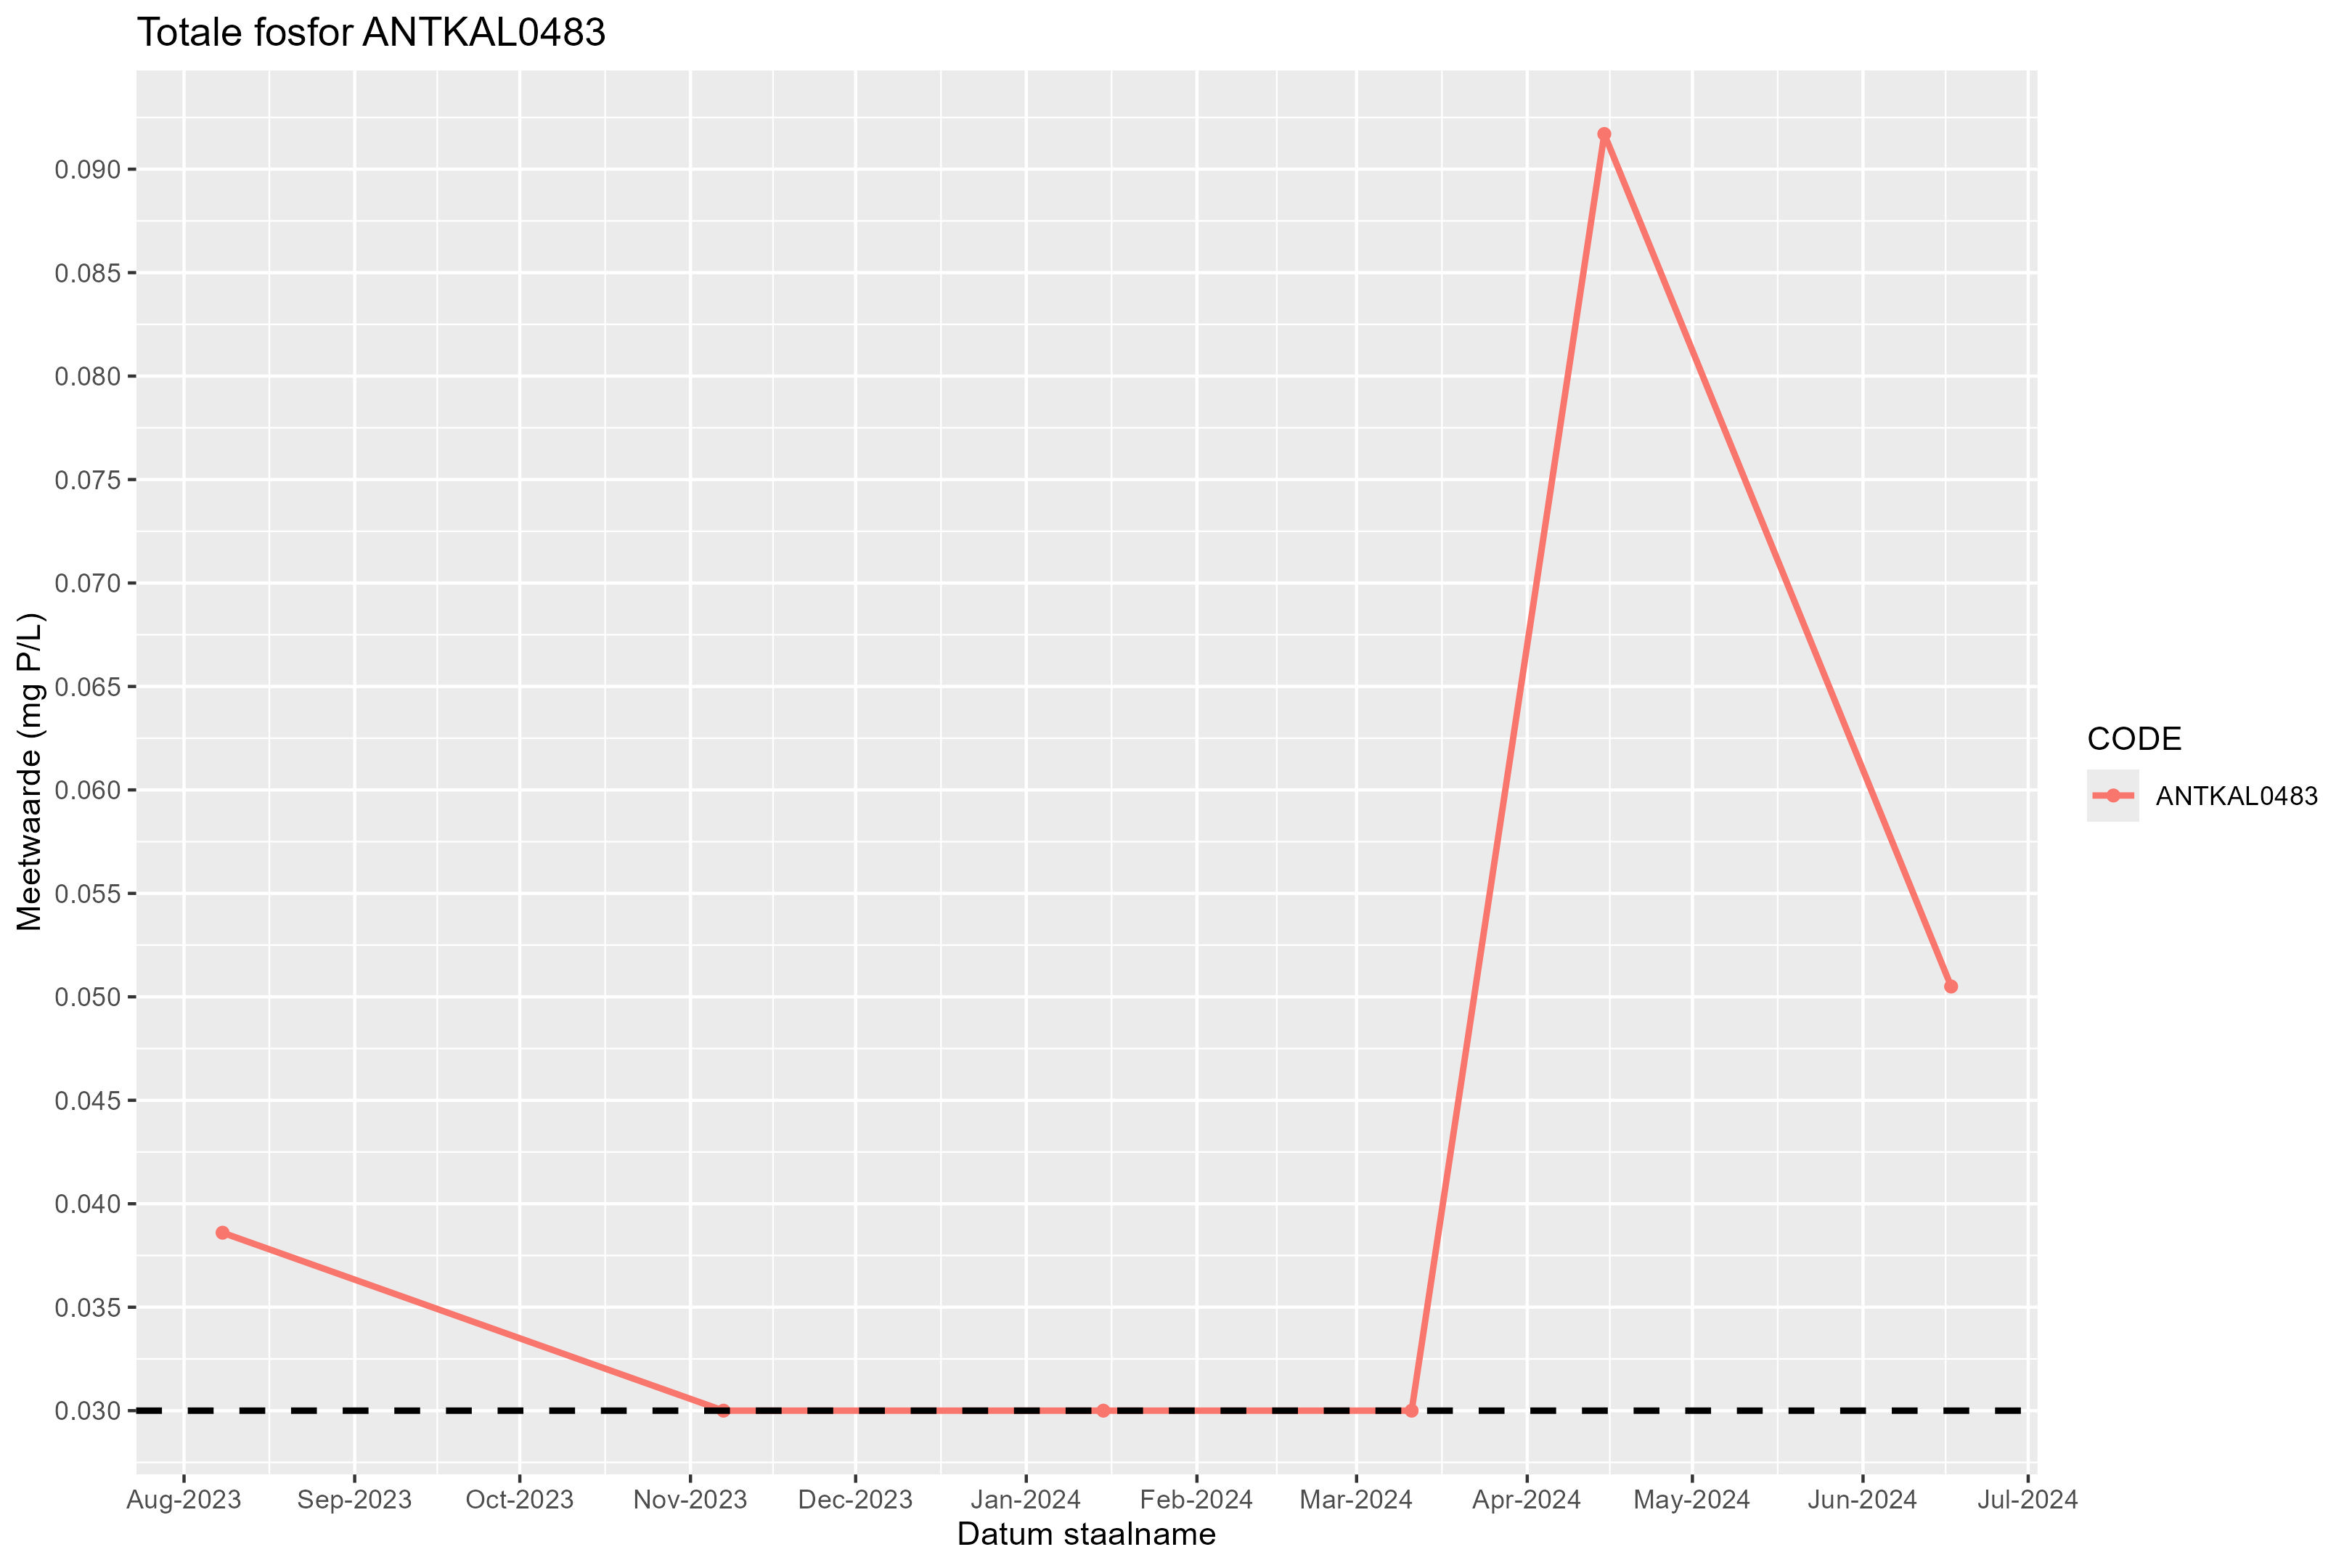 Totale fosfor ANTKAL0483
Meetwaarde (mg P/L)
0.090
0.085
0.080
0.075
0.070
0.065
0.060
0.055
0.050
0.045
0.040
0.035
0.030
Aug-2023 Sep-2023 Oct-2023 Nov-2023 Dec-2023 Jan-2024 Feb-2024 Mar-2024 Apr-2024 May-2024 Jun-2024 Jul-2024
Datum staalname
CODE
ANTKAL0483